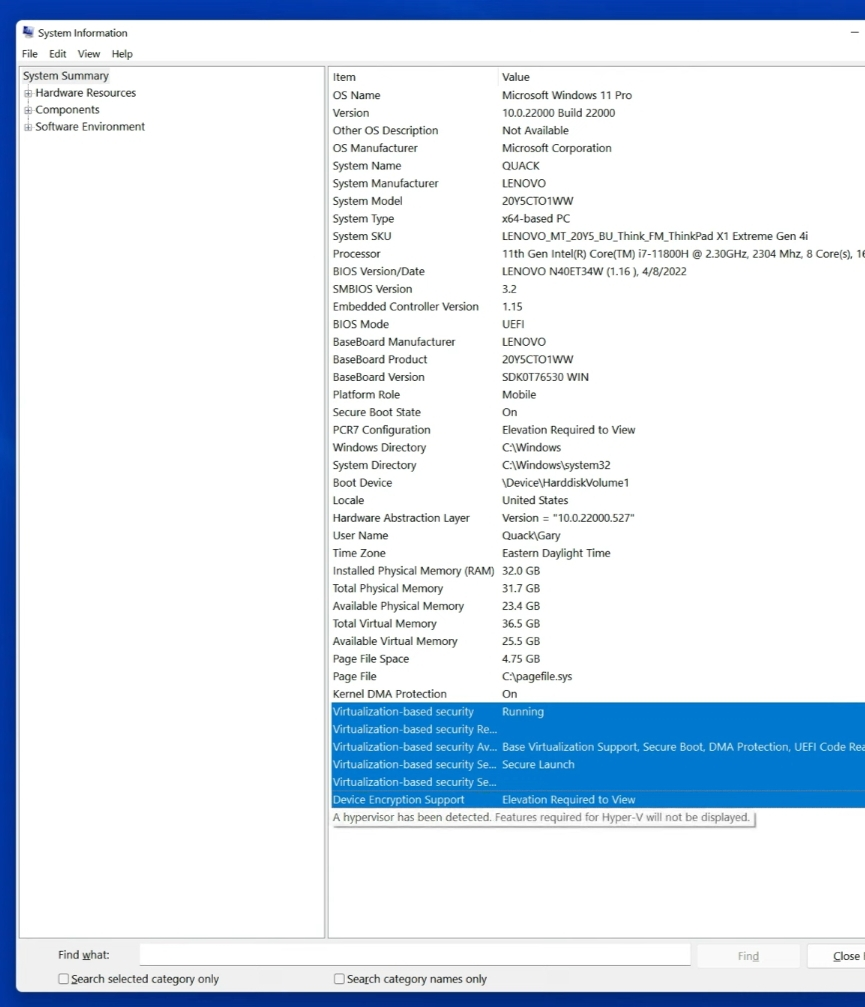 System Information
File Edit View Help
System Summary
Hardware Resources
Components
Software Environment
Item Value
OS Name Microsoft Windows 11 Pro
Version 10.0.22000 Build 22000
Other OS Description Not Available
OS Manufacturer Microsoft Corporation
System Name QUACK
System Manufacturer LENOVO
System Model 20Y5CTO1WW
System Type x64-based PC
System SKU LENOVO_MT_20Y5_BU_Think_FM_ThinkPad X1 Extreme Gen 4i
Processor 11th Gen Intel(R) Core(TM) i7-11800H @ 2.30GHz, 2304 Mhz, 8 Core(s), 16
BIOS Version/Date LENOVO N40ET34W (1.16 ), 4/8/2022
SMBIOS Version 3.2
Embedded Controller Version 1.15
BIOS Mode UEFI
BaseBoard Manufacturer LENOVO
BaseBoard Product 20Y5CTO1WW
BaseBoard Version SDK0T76530 WIN
Platform Role Mobile
Secure Boot State On
PCR7 Configuration Elevation Required to View
Windows Directory C:\Windows
System Directory C:\Windows\system32
Boot Device \Device\HarddiskVolume1
Locale United States
Hardware Abstraction Layer Version = "10.0.22000.527"
User Name Quack\Gary
Time Zone Eastern Daylight Time
Installed Physical Memory (RAM) 32.0 GB
Total Physical Memory 31.7 GB
Available Physical Memory 23.4 GB
Total Virtual Memory 36.5 GB
Available Virtual Memory 25.5 GB
Page File Space 4.75 GB
Page File C:\pagefile.sys
Kernel DMA Protection On
Virtualization-based security Running
Virtualization-based security Re...
Virtualization-based security Av... Base Virtualization Support, Secure Boot, DMA Protection, UEFI Code Rea
Virtualization-based security Se... Secure Launch
Virtualization-based security Se...
Device Encryption Support Elevation Required to View
A hypervisor has been detected. Features required for Hyper-V will not be displayed.
Find what: Find Close
Search selected category only Search category names only